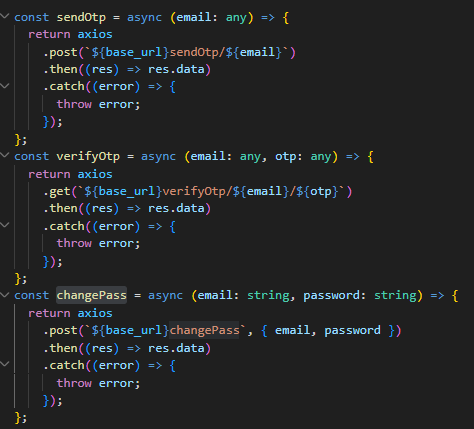 const sendOtp = async (email: any) => {
  return axios
    .post(`${base_url}sendOtp/${email}`)
    .then((res) => res.data)
    .catch((error) => {
      throw error;
    });
};
const verifyOtp = async (email: any, otp: any) => {
  return axios
    .get(`${base_url}verifyOtp/${email}/${otp}`)
    .then((res) => res.data)
    .catch((error) => {
      throw error;
    });
};
const changePass = async (email: string, password: string) => {
  return axios
    .post(`${base_url}changePass`, { email, password })
    .then((res) => res.data)
    .catch((error) => {
      throw error;
    });
};